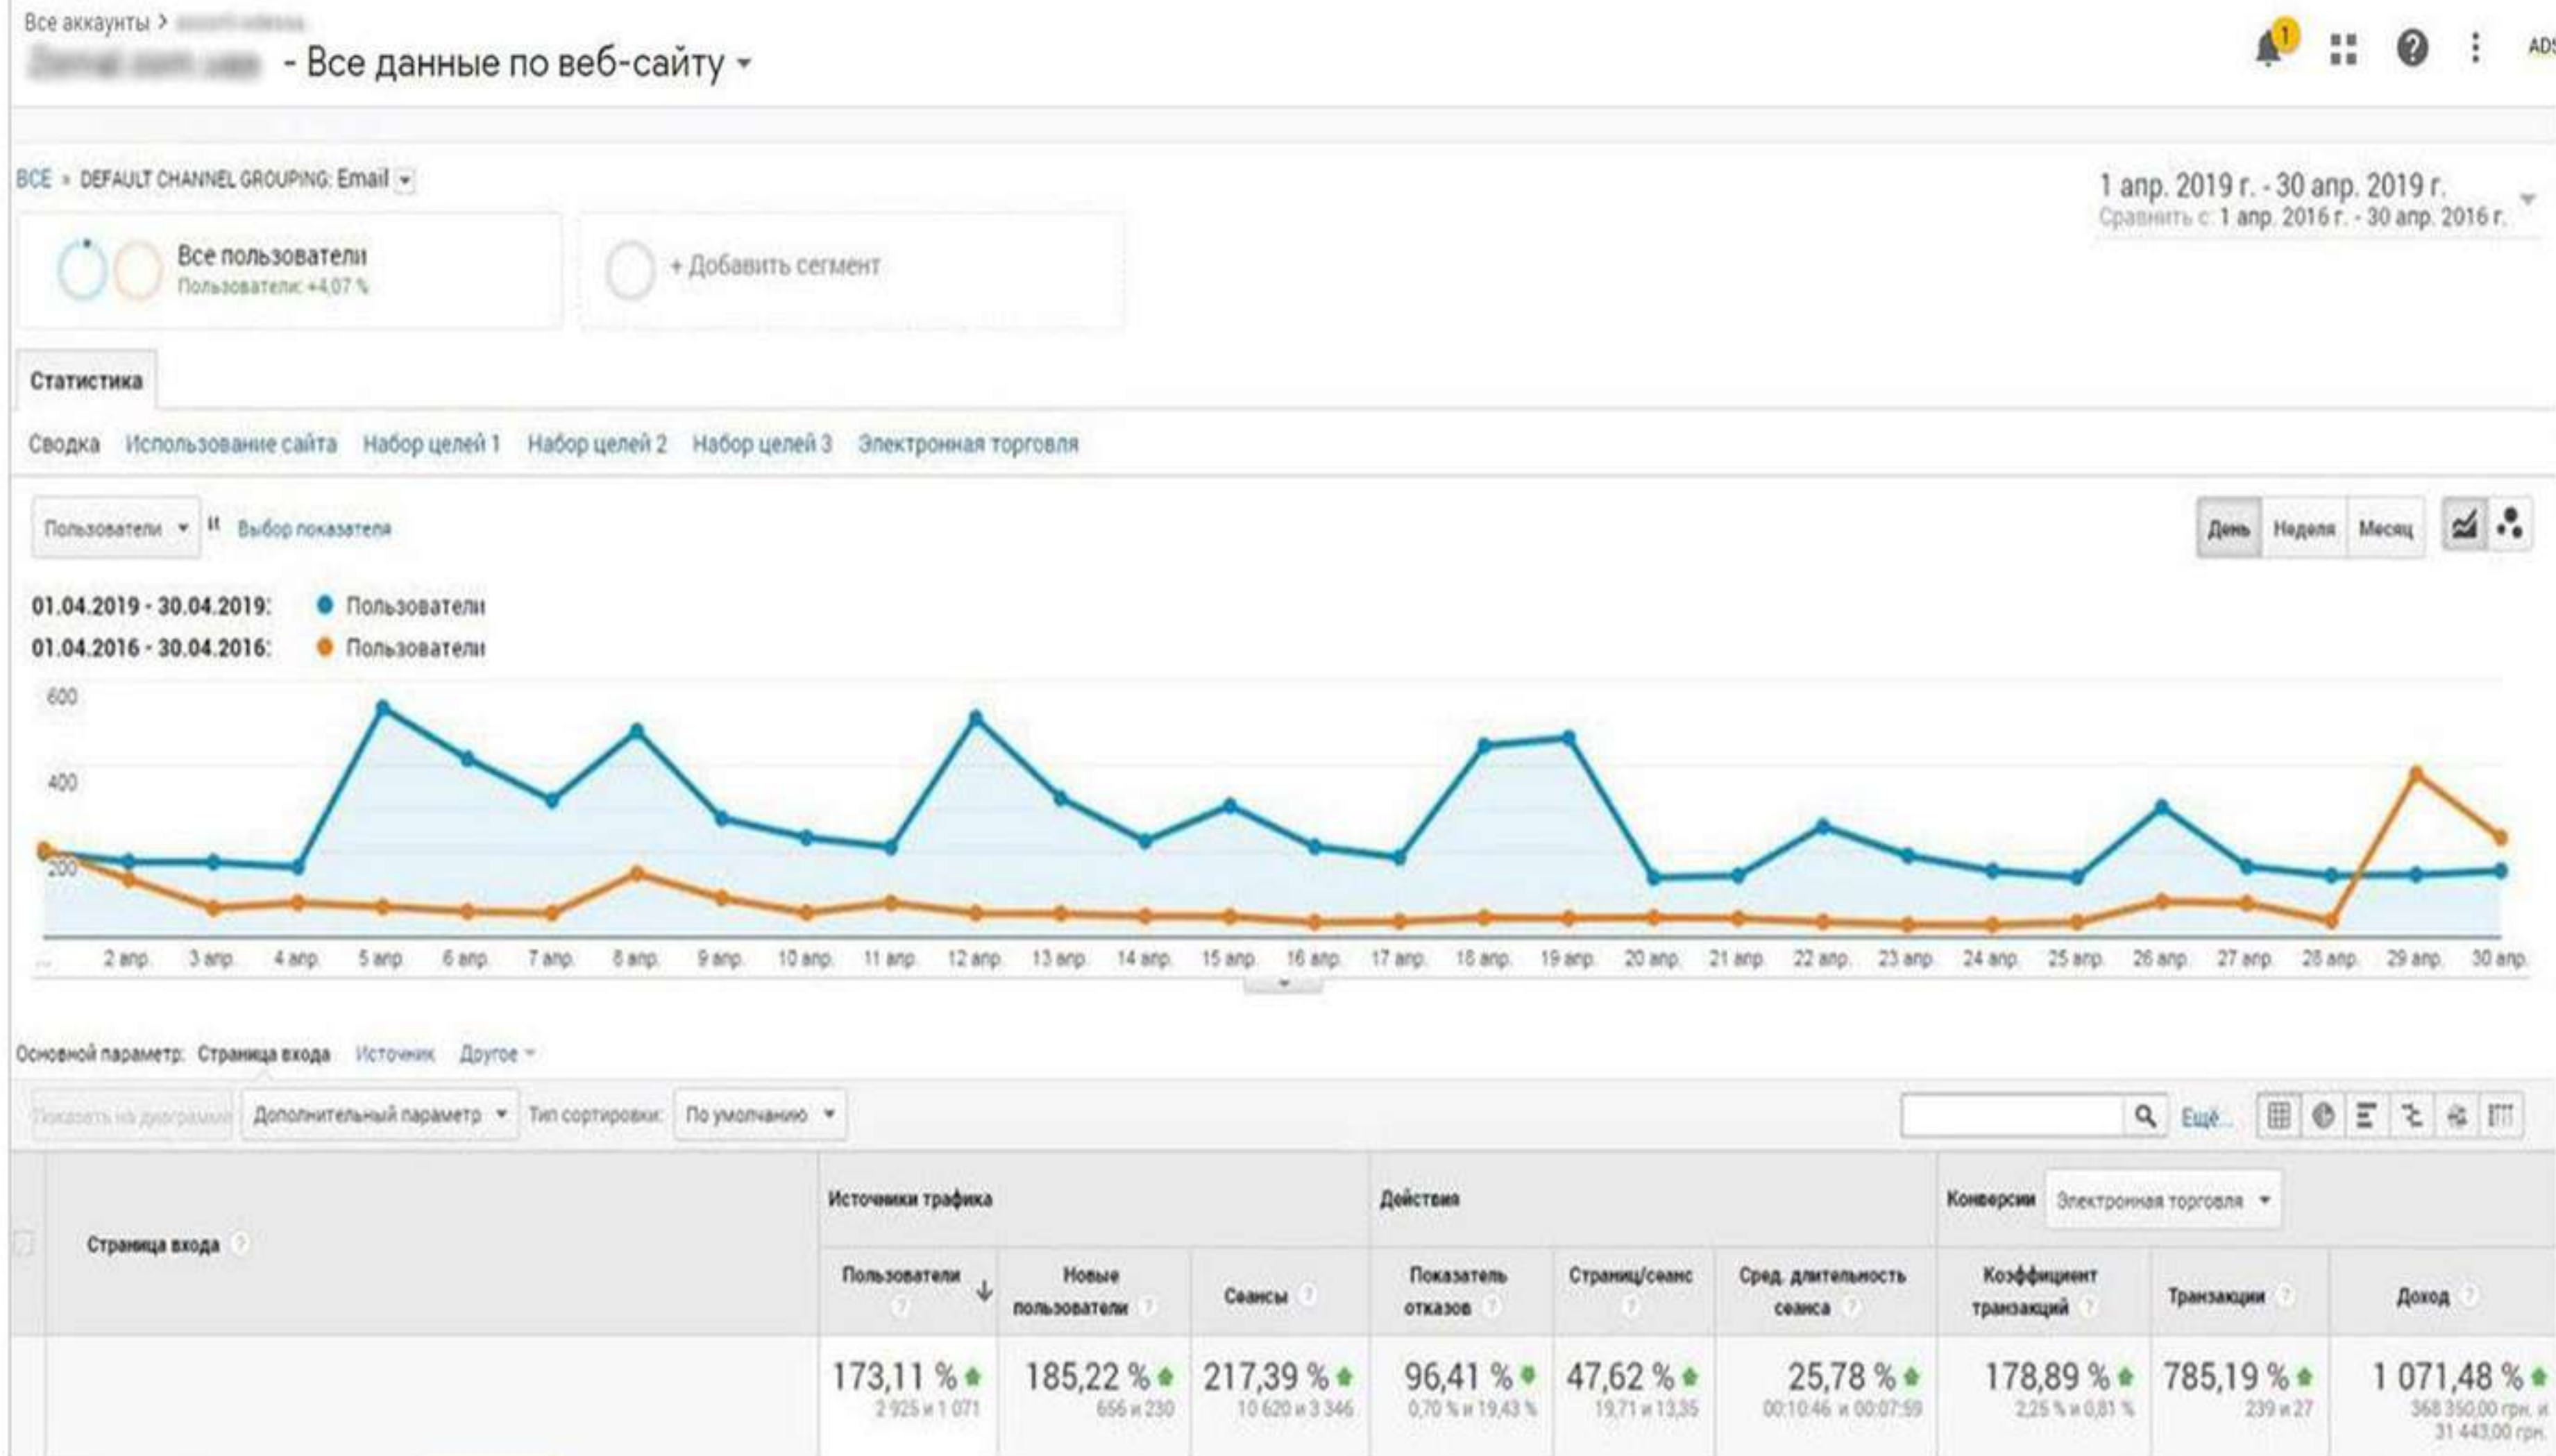 Все аккаунты >
- Все данные по веб-сайту
1
ADS
ВСЕ » DEFAULT CHANNEL GROUPING: Email
1 апр. 2019 г. - 30 апр. 2019 г.
Сравнить с: 1 апр. 2016 г. - 30 апр. 2016 г.
Все пользователи
Пользователи: +4,07 %
+ Добавить сегмент
Статистика
Сводка Использование сайта Набор целей 1 Набор целей 2 Набор целей 3 Электронная торговля
Пользователи Выбор показателя
День Неделя Месяц
01.04.2019 - 30.04.2019: Пользователи
01.04.2016 - 30.04.2016: Пользователи
600
400
200
... 2 апр. 3 апр. 4 апр. 5 апр. 6 апр. 7 апр. 8 апр. 9 апр. 10 апр. 11 апр. 12 апр. 13 апр. 14 апр. 15 апр. 16 апр. 17 апр. 18 апр. 19 апр. 20 апр. 21 апр. 22 апр. 23 апр. 24 апр. 25 апр. 26 апр. 27 апр. 28 апр. 29 апр. 30 апр.
Основной параметр: Страница входа Источник Другое
Показать на диаграмме Дополнительный параметр Тип сортировки: По умолчанию Ещё...
Источники трафика Действия Конверсии Электронная торговля
Страница входа ?
Пользователи ? Новые пользователи ? Сеансы ? Показатель отказов ? Страниц/сеанс ? Сред. длительность сеанса ? Коэффициент транзакций ? Транзакции ? Доход ?
173,11 % 185,22 % 217,39 % 96,41 % 47,62 % 25,78 % 178,89 % 785,19 % 1 071,48 %
2 925 и 1 071 656 и 230 10 620 и 3 346 0,70 % и 19,43 % 19,71 и 13,35 00:10:46 и 00:07:59 2,25 % и 0,81 % 239 и 27 368 350,00 грн. и
31 443,00 грн.